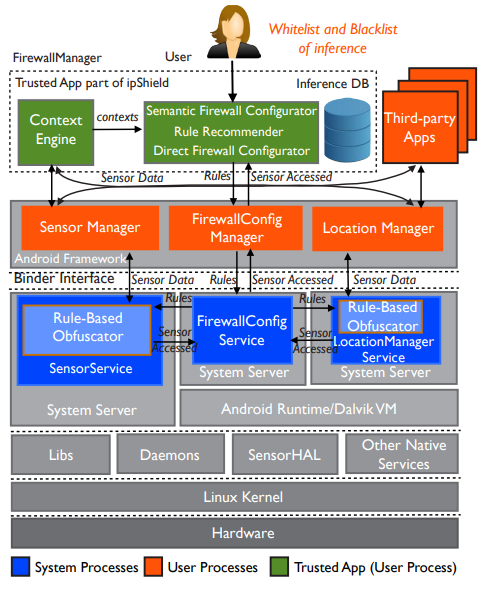 Whitelist and Blacklist
of inference
User
FirewallManager
Trusted App part of ipShield
Inference DB
Context
Engine
contexts
Semantic Firewall Configurator
Rule Recommender
Direct Firewall Configurator
Third-party
Apps
Sensor Data
Rules
Sensor Accessed
Sensor Manager
FirewallConfig
Manager
Location Manager
Android Framework
Binder Interface
Sensor Data
Rules
Sensor Accessed
Sensor Data
Rule-Based
Obfuscator
SensorService
Rules
Sensor
Accessed
FirewallConfig
Service
Rules
Sensor
Accessed
Rule-Based
Obfuscator
LocationManager
Service
System Server
System Server
System Server
Android Runtime/Dalvik VM
Libs
Daemons
SensorHAL
Other Native
Services
Linux Kernel
Hardware
System Processes
User Processes
Trusted App (User Process)